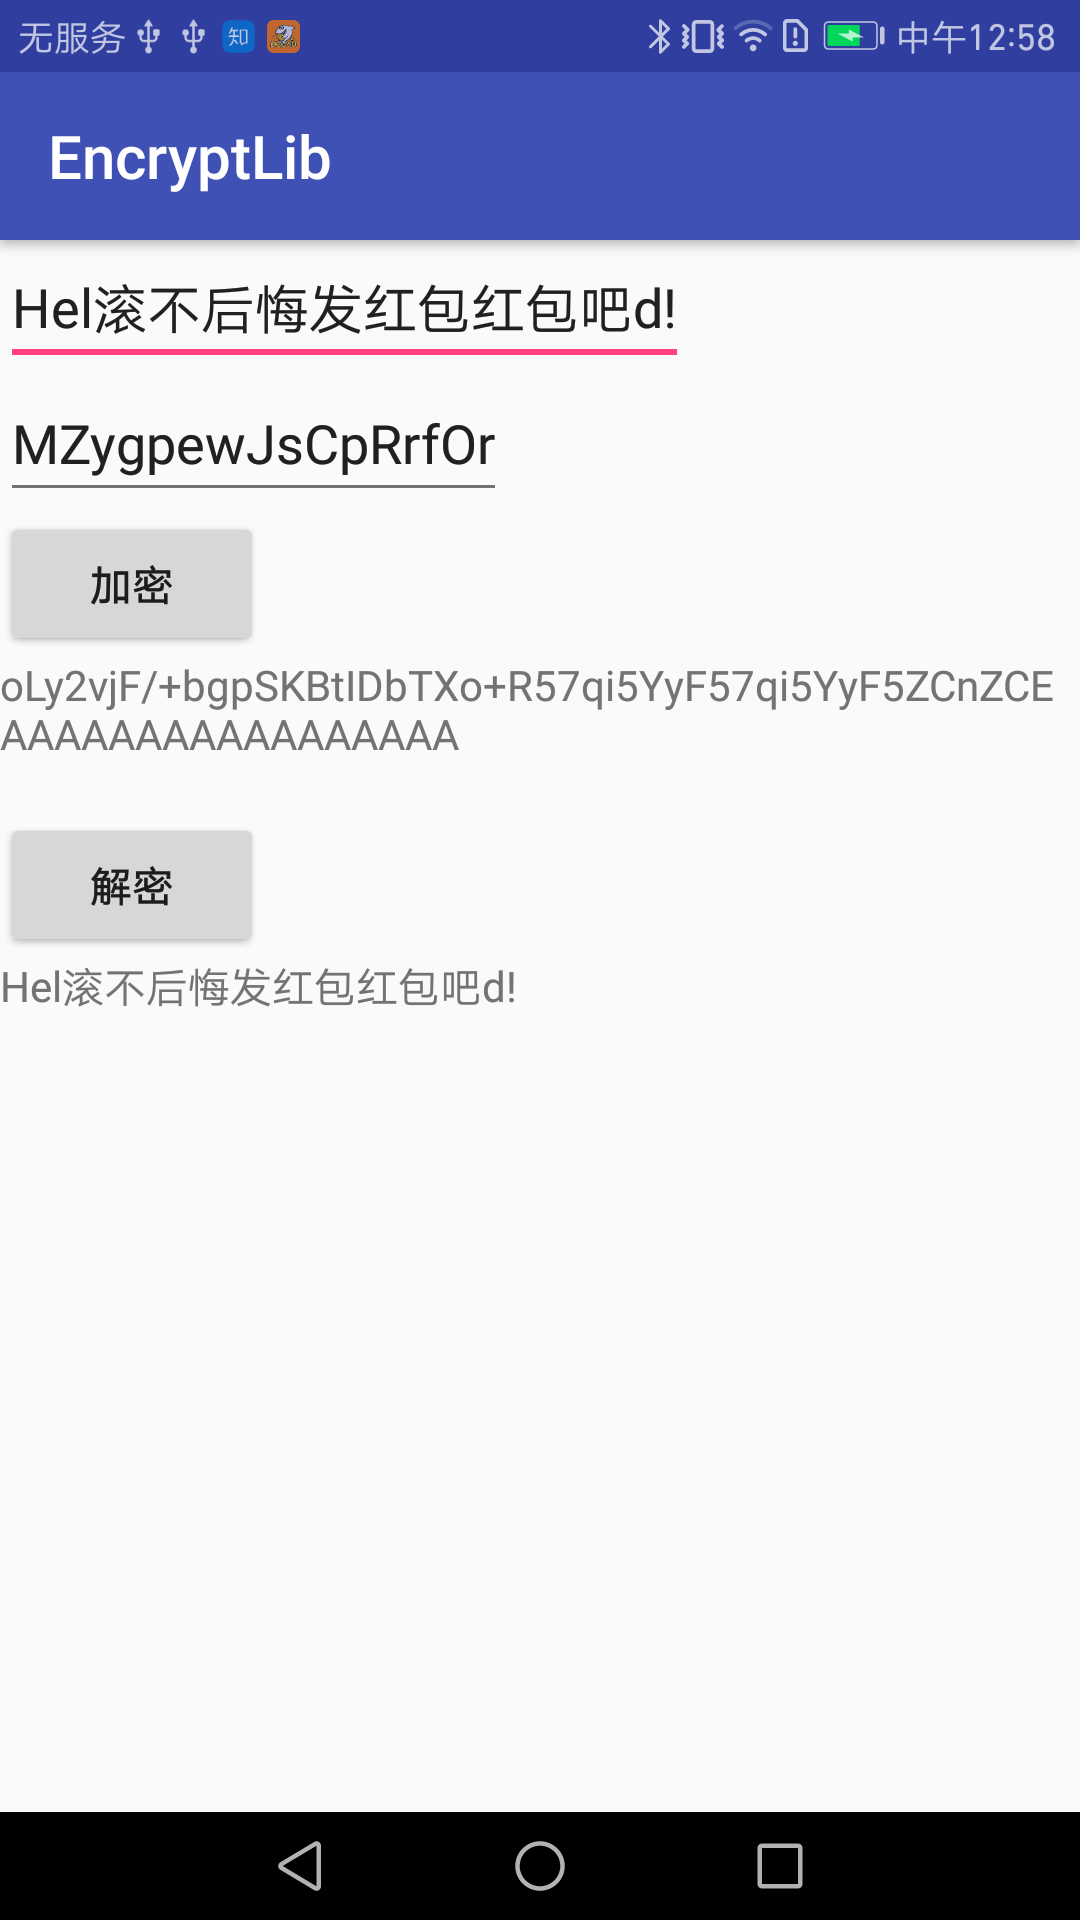 无服务 知 中午12:58
EncryptLib
Hel滚不后悔发红包红包吧d!
MZygpewJsCpRrfOr
加密
oLy2vjF/+bgpSKBtIDbTXo+R57qi5YyF57qi5YyF5ZCnZCE
AAAAAAAAAAAAAAAAA
解密
Hel滚不后悔发红包红包吧d!